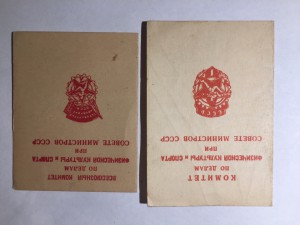 ВСЕСОЮЗНЫЙ КОМИТЕТ
ПО ДЕЛАМ
ФИЗИЧЕСКОЙ КУЛЬТУРЫ И СПОРТА
ПРИ
СОВЕТЕ МИНИСТРОВ СССР
КОМИТЕТ
ПО ДЕЛАМ
ФИЗИЧЕСКОЙ КУЛЬТУРЫ И СПОРТА
ПРИ
СОВЕТЕ МИНИСТРОВ СССР